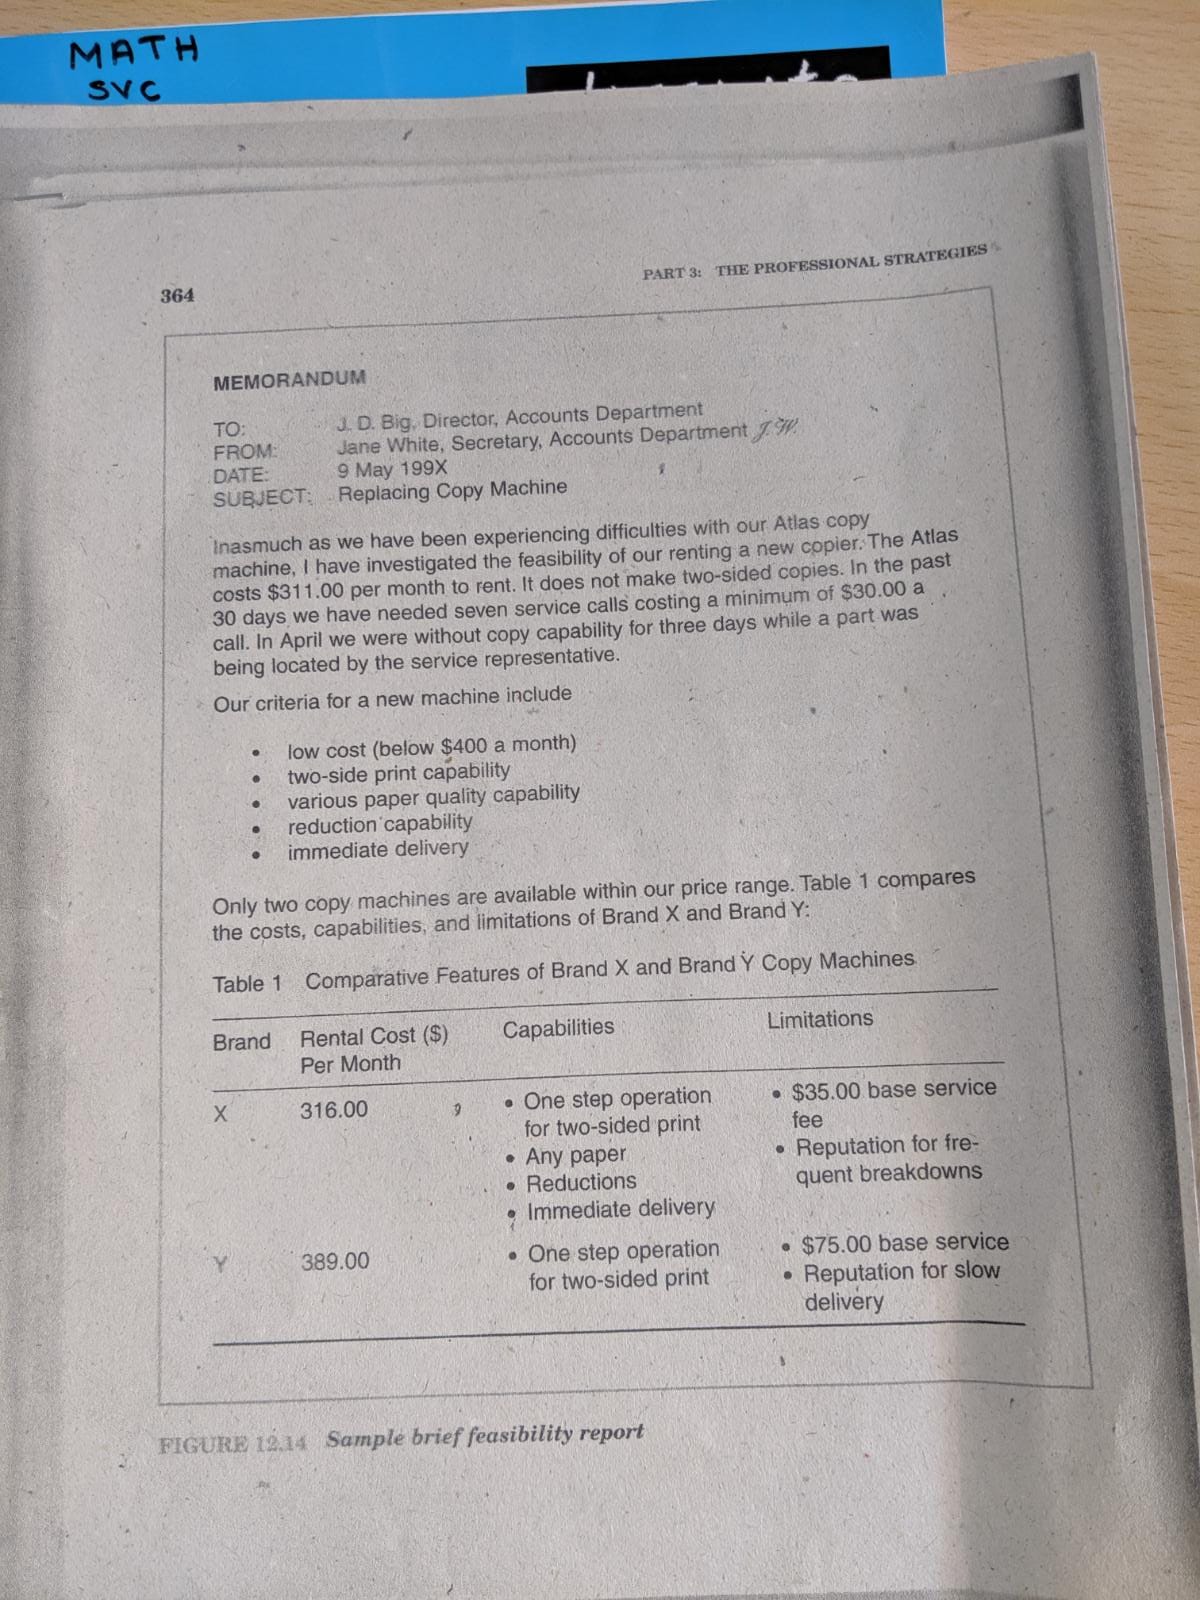 MATH
SVC
364
PART 3: THE PROFESSIONAL STRATEGIES
MEMORANDUM
TO: J. D. Big, Director, Accounts Department
FROM: Jane White, Secretary, Accounts Department J.W.
DATE: 9 May 199X
SUBJECT: Replacing Copy Machine
Inasmuch as we have been experiencing difficulties with our Atlas copy
machine, I have investigated the feasibility of our renting a new copier. The Atlas
costs $311.00 per month to rent. It does not make two-sided copies. In the past
30 days we have needed seven service calls costing a minimum of $30.00 a
call. In April we were without copy capability for three days while a part was
being located by the service representative.
Our criteria for a new machine include
• low cost (below $400 a month)
• two-side print capability
• various paper quality capability
• reduction capability
• immediate delivery
Only two copy machines are available within our price range. Table 1 compares
the costs, capabilities, and limitations of Brand X and Brand Y:
Table 1 Comparative Features of Brand X and Brand Y Copy Machines
Brand Rental Cost ($) Capabilities Limitations
Per Month
X 316.00 • One step operation • $35.00 base service
for two-sided print fee
• Any paper • Reputation for fre-
• Reductions quent breakdowns
• Immediate delivery
Y 389.00 • One step operation • $75.00 base service
for two-sided print • Reputation for slow
delivery
FIGURE 12.14 Sample brief feasibility report